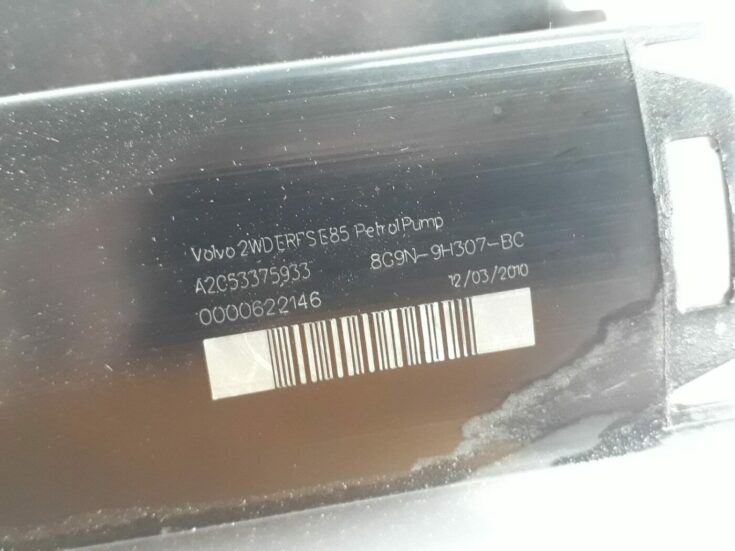 Volvo 2WD ERFS E85 Petrol Pump
A2C53375933 8G9N-9H307-BC
0000622146 12/03/2010